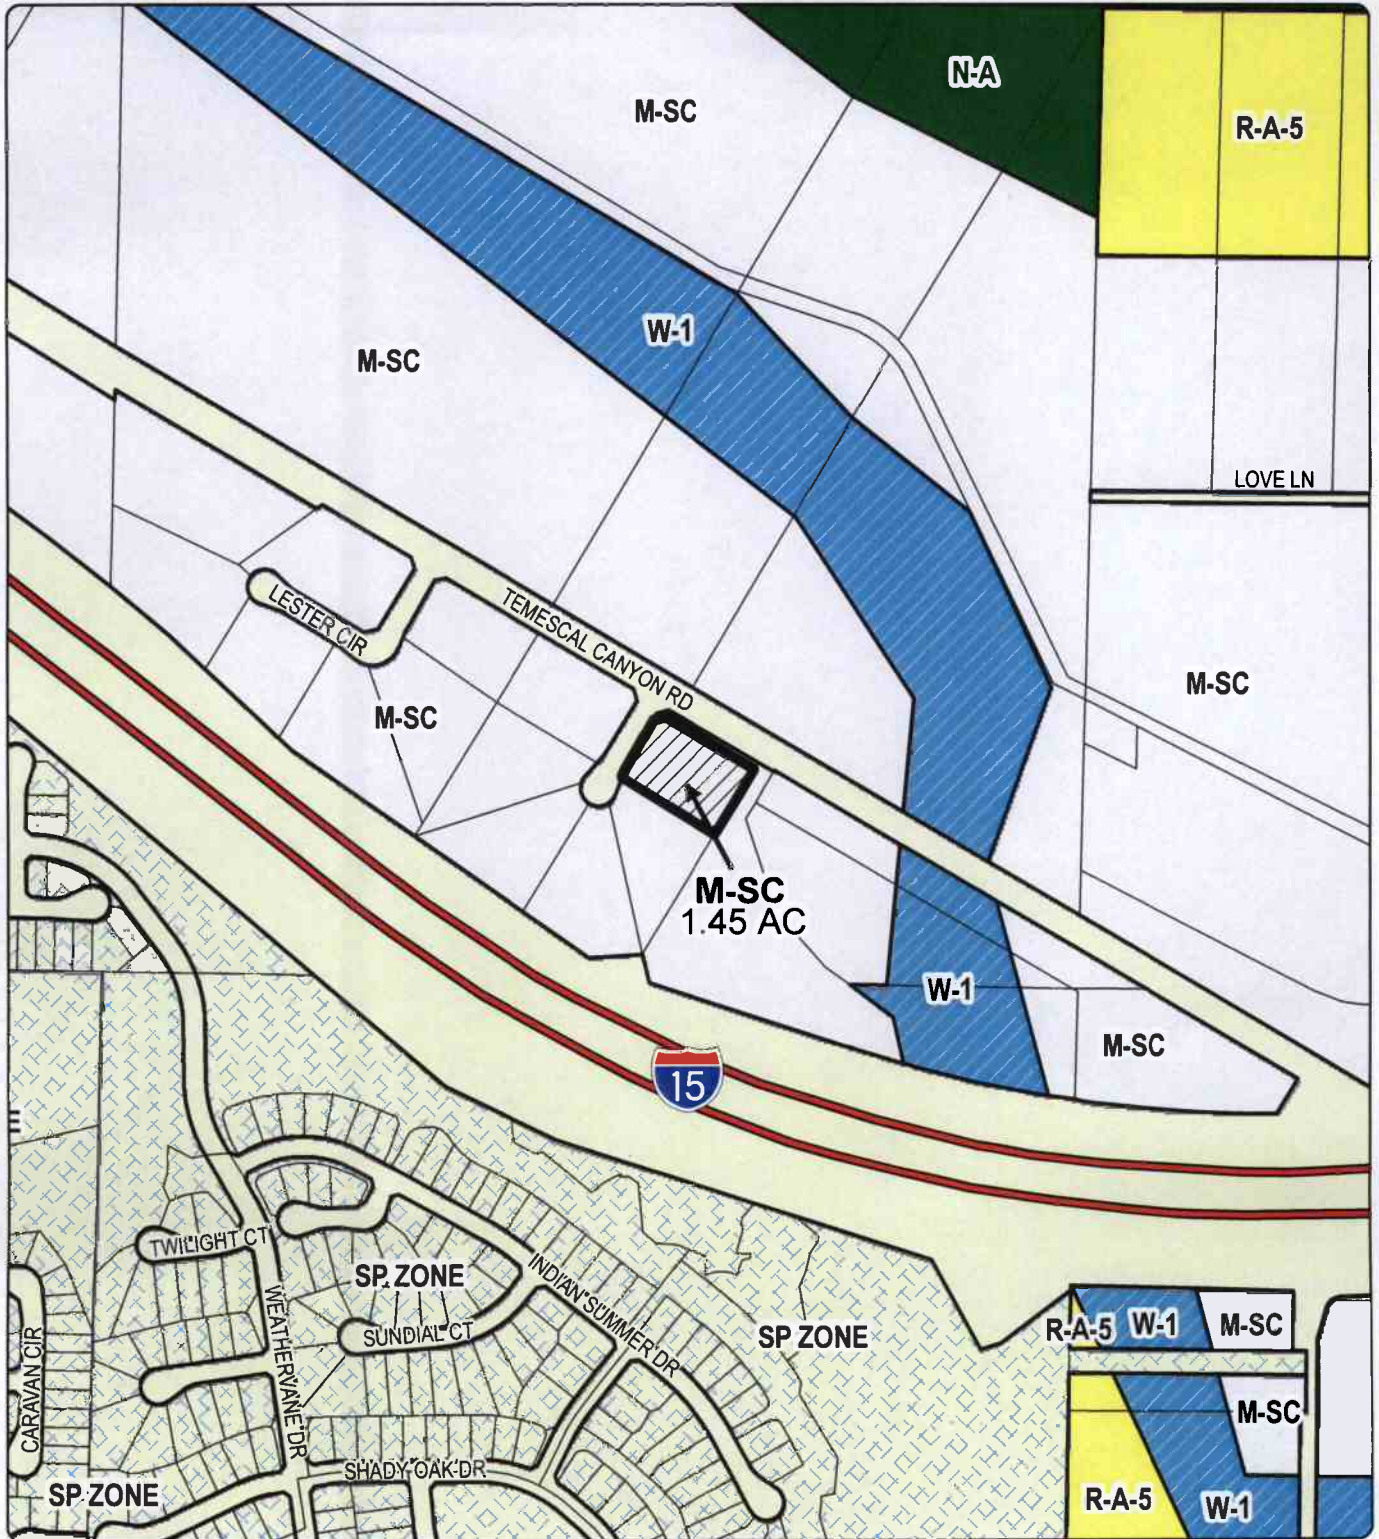 N-A
M-SC
R-A-5
W-1
M-SC
LOVE LN
TEMESCAL CANYON RD
LESTER CIR
M-SC
M-SC
M-SC
1.45 AC
W-1
M-SC
15
TWILIGHT CT
SP ZONE
INDIAN SUMMER DR
WEATHERVANE DR
SUNDIAL CT
SP ZONE
R-A-5
W-1
M-SC
CARAVAN CIR
M-SC
SHADY OAK DR
SP ZONE
R-A-5
W-1